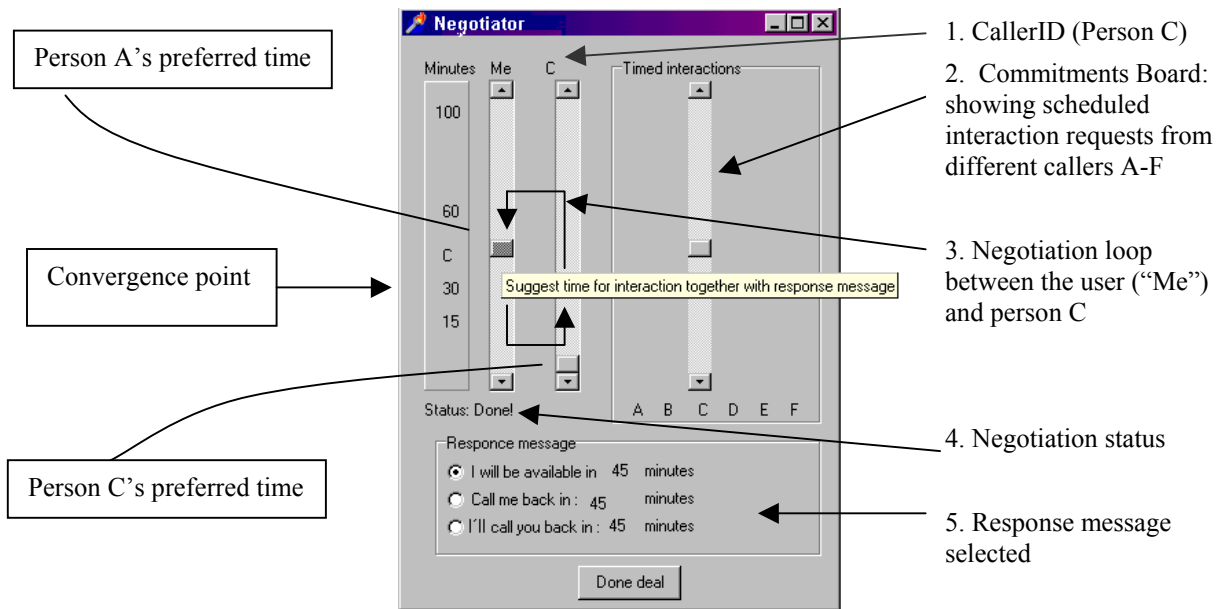 Negotiator
Person A's preferred time
Convergence point
Person C's preferred time
Minutes Me C
Timed interactions
100
60
C
30
15
Suggest time for interaction together with response message
A B C D E F
Status: Done!
Responce message
I will be available in 45 minutes
Call me back in : 45 minutes
I´ll call you back in : 45 minutes
Done deal
1. CallerID (Person C)
2. Commitments Board:
showing scheduled
interaction requests from
different callers A-F
3. Negotiation loop
between the user (“Me”)
and person C
4. Negotiation status
5. Response message
selected